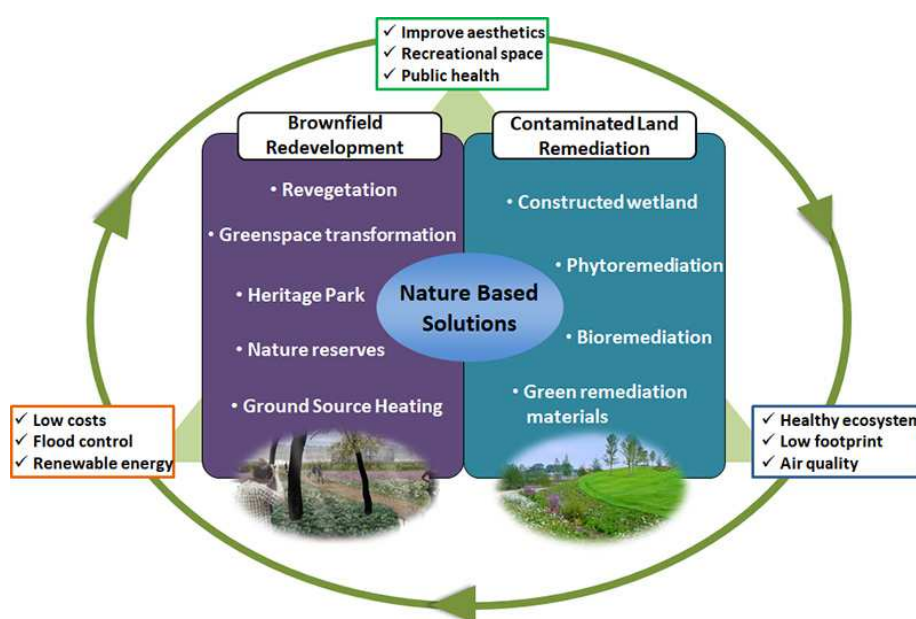 ✓ Improve aesthetics
✓ Recreational space
✓ Public health
Brownfield
Redevelopment
• Revegetation
• Greenspace transformation
• Heritage Park
• Nature reserves
• Ground Source Heating
Contaminated Land
Remediation
• Constructed wetland
• Phytoremediation
• Bioremediation
• Green remediation
materials
Nature Based
Solutions
✓ Low costs
✓ Flood control
✓ Renewable energy
✓ Healthy ecosystem
✓ Low footprint
✓ Air quality